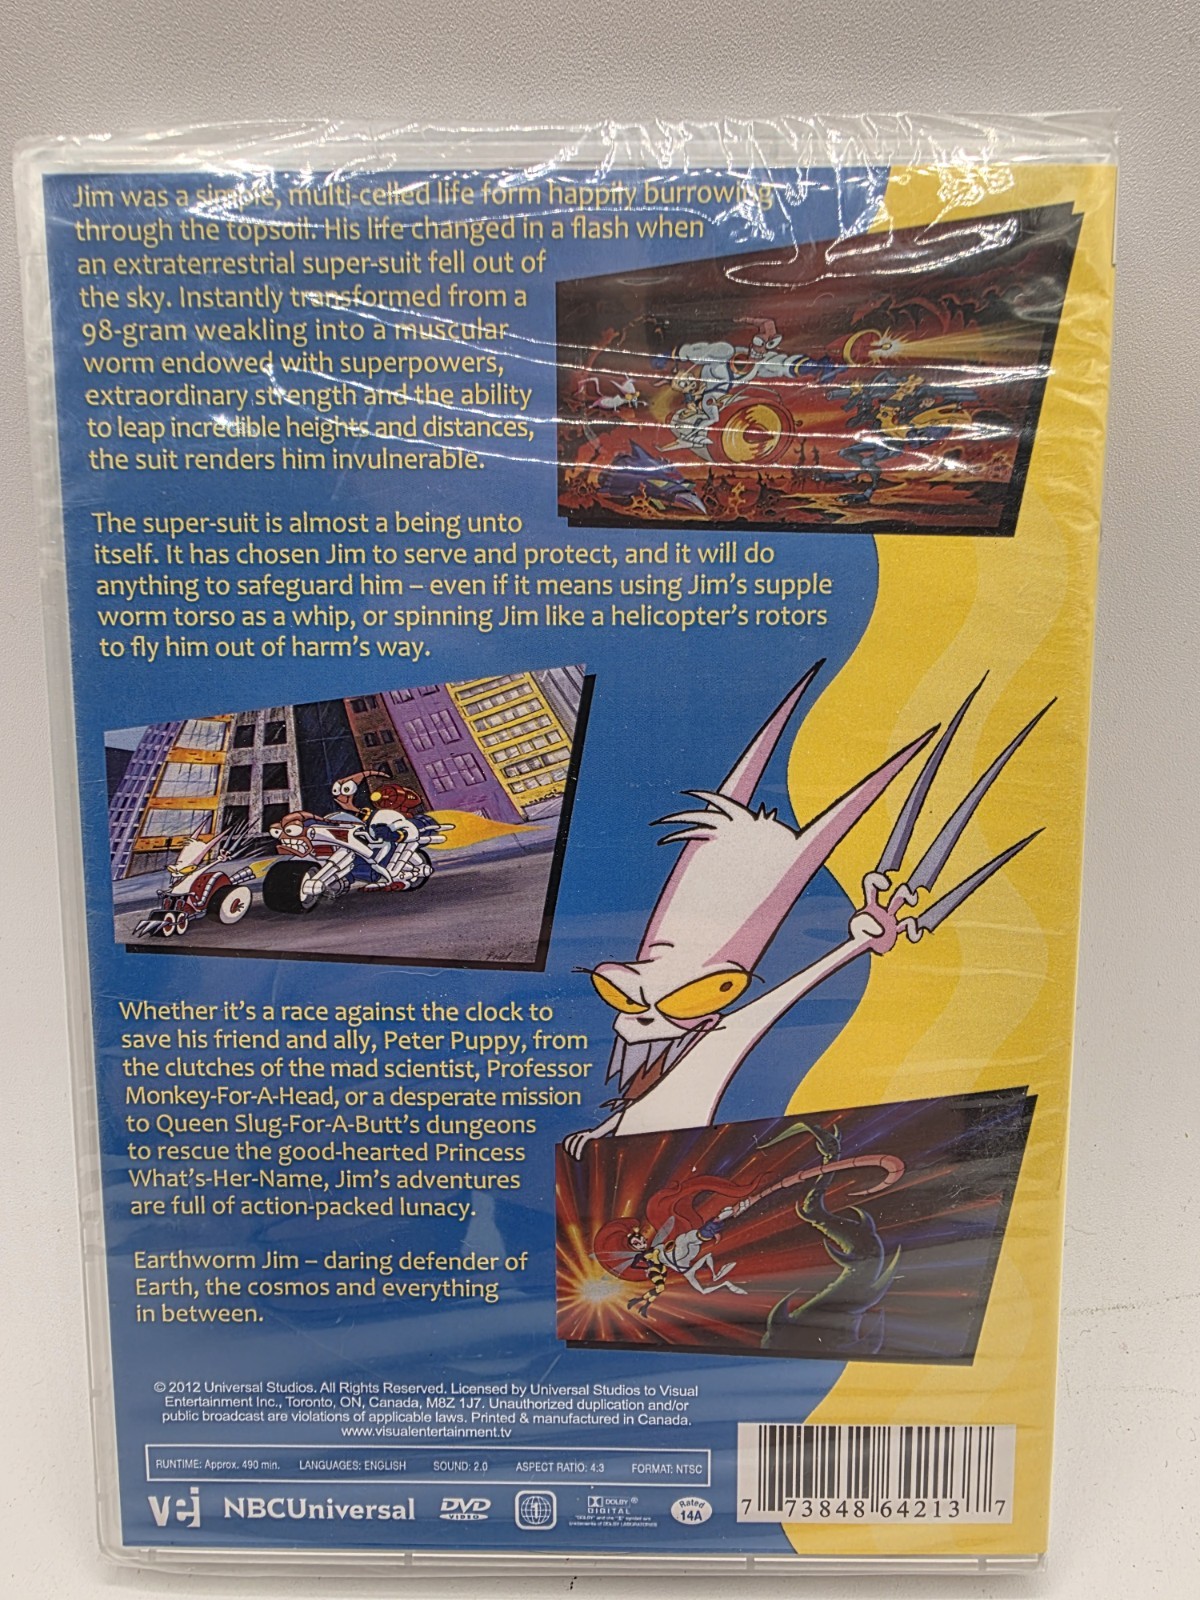 Jim was a simple, multi-celled life form happily burrowing
through the topsoil. His life changed in a flash when
an extraterrestrial super-suit fell out of
the sky. Instantly transformed from a
98-gram weakling into a muscular
worm endowed with superpowers,
extraordinary strength and the ability
to leap incredible heights and distances,
the suit renders him invulnerable.
The super-suit is almost a being unto
itself. It has chosen Jim to serve and protect, and it will do
anything to safeguard him – even if it means using Jim's supple
worm torso as a whip, or spinning Jim like a helicopter's rotors
to fly him out of harm's way.
Whether it's a race against the clock to
save his friend and ally, Peter Puppy, from
the clutches of the mad scientist, Professor
Monkey-For-A-Head, or a desperate mission
to Queen Slug-For-A-Butt's dungeons
to rescue the good-hearted Princess
What's-Her-Name, Jim's adventures
are full of action-packed lunacy.
Earthworm Jim – daring defender of
Earth, the cosmos and everything
in between.
© 2012 Universal Studios. All Rights Reserved. Licensed by Universal Studios to Visual
Entertainment Inc., Toronto, ON, Canada, M8Z 1J7. Unauthorized duplication and/or
public broadcast are violations of applicable laws. Printed & manufactured in Canada.
www.visualentertainment.tv
RUNTIME: Approx. 490 min. LANGUAGES: ENGLISH SOUND: 2.0 ASPECT RATIO: 4:3 FORMAT: NTSC
vei NBCUniversal DVD VIDEO 1 DOLBY DIGITAL Rated 14A
"DOLBY" and the "D" symbol are
trademarks of DOLBY LABORATORIES
7 73848 64213 7